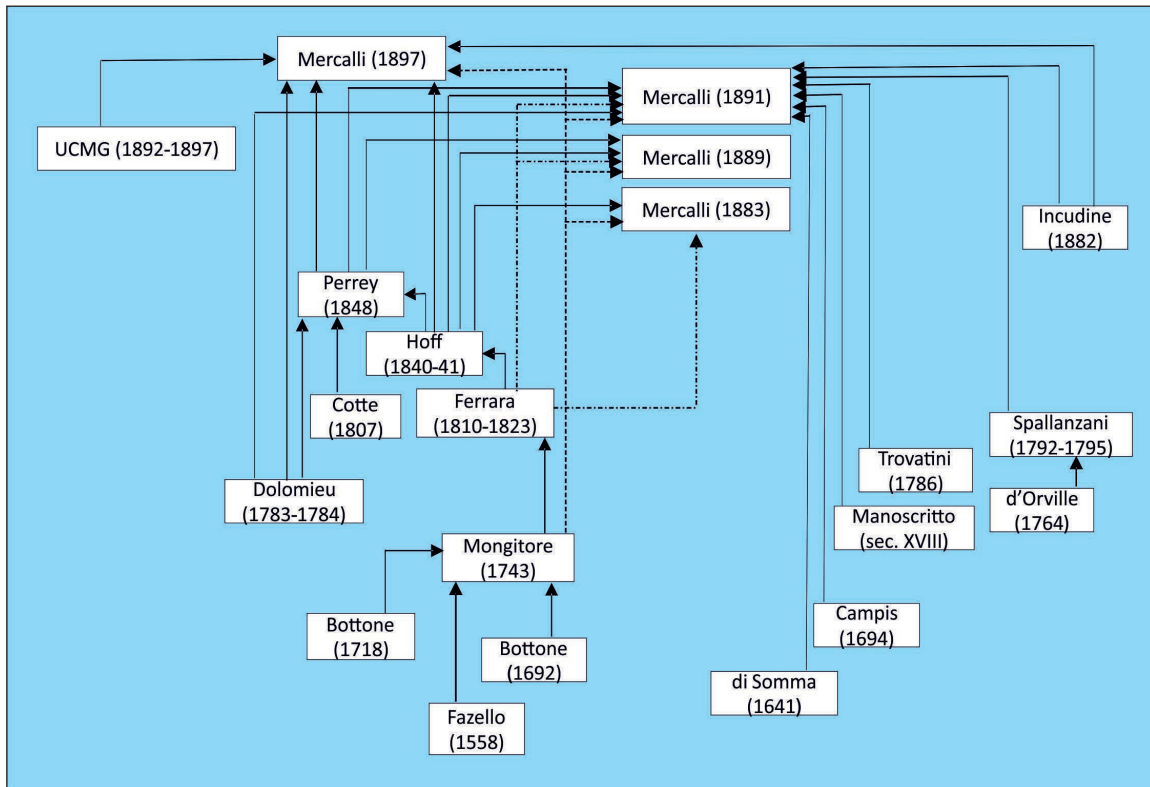 Mercalli (1897)
Mercalli (1891)
UCMG (1892-1897)
Mercalli (1889)
Mercalli (1883)
Incudine
(1882)
Perrey
(1848)
Hoff
(1840-41)
Cotte
(1807)
Ferrara
(1810-1823)
Spallanzani
(1792-1795)
Trovatini
(1786)
Dolomieu
(1783-1784)
d'Orville
(1764)
Manoscritto
(sec. XVIII)
Mongitore
(1743)
Bottone
(1718)
Campis
(1694)
Bottone
(1692)
di Somma
(1641)
Fazello
(1558)